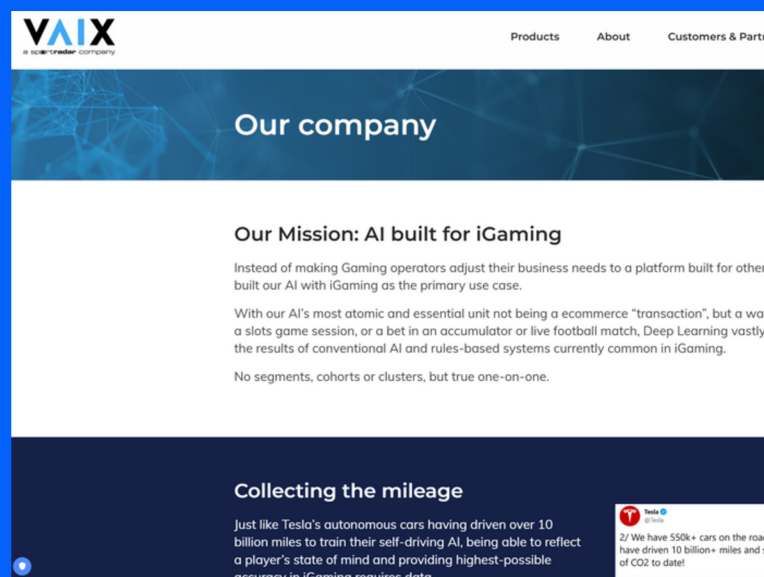 VAIX
a sportradar company
Products About Customers & Partn
Our company
Our Mission: AI built for iGaming
Instead of making Gaming operators adjust their business needs to a platform built for other
built our AI with iGaming as the primary use case.
With our AI’s most atomic and essential unit not being a ecommerce “transaction”, but a wa
a slots game session, or a bet in an accumulator or live football match, Deep Learning vastly
the results of conventional AI and rules-based systems currently common in iGaming.
No segments, cohorts or clusters, but true one-on-one.
Collecting the mileage
Just like Tesla’s autonomous cars having driven over 10
billion miles to train their self-driving AI, being able to reflect
a player’s state of mind and providing highest-possible
accuracy in iGaming requires data
Tesla
@Tesla
2/ We have 550k+ cars on the road
have driven 10 billion+ miles and s
of CO2 to date!